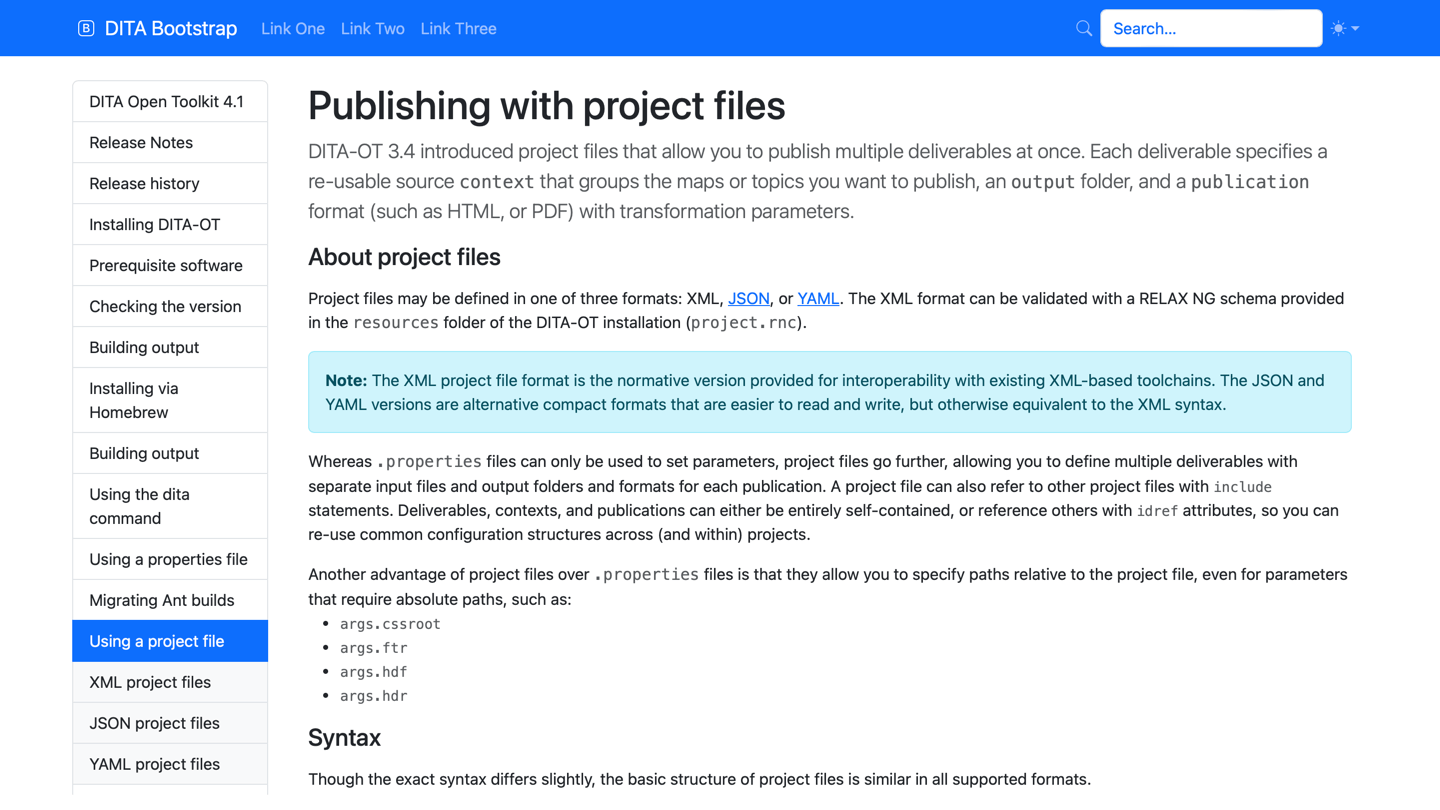 DITA Bootstrap Link One Link Two Link Three Search...
DITA Open Toolkit 4.1
Release Notes
Release history
Installing DITA-OT
Prerequisite software
Checking the version
Building output
Installing via
Homebrew
Building output
Using the dita
command
Using a properties file
Migrating Ant builds
Using a project file
XML project files
JSON project files
YAML project files
Publishing with project files
DITA-OT 3.4 introduced project files that allow you to publish multiple deliverables at once. Each deliverable specifies a
re-usable source context that groups the maps or topics you want to publish, an output folder, and a publication
format (such as HTML, or PDF) with transformation parameters.
About project files
Project files may be defined in one of three formats: XML, JSON, or YAML. The XML format can be validated with a RELAX NG schema provided
in the resources folder of the DITA-OT installation (project.rnc).
Note: The XML project file format is the normative version provided for interoperability with existing XML-based toolchains. The JSON and
YAML versions are alternative compact formats that are easier to read and write, but otherwise equivalent to the XML syntax.
Whereas .properties files can only be used to set parameters, project files go further, allowing you to define multiple deliverables with
separate input files and output folders and formats for each publication. A project file can also refer to other project files with include
statements. Deliverables, contexts, and publications can either be entirely self-contained, or reference others with idref attributes, so you can
re-use common configuration structures across (and within) projects.
Another advantage of project files over .properties files is that they allow you to specify paths relative to the project file, even for parameters
that require absolute paths, such as:
• args.cssroot
• args.ftr
• args.hdf
• args.hdr
Syntax
Though the exact syntax differs slightly, the basic structure of project files is similar in all supported formats.